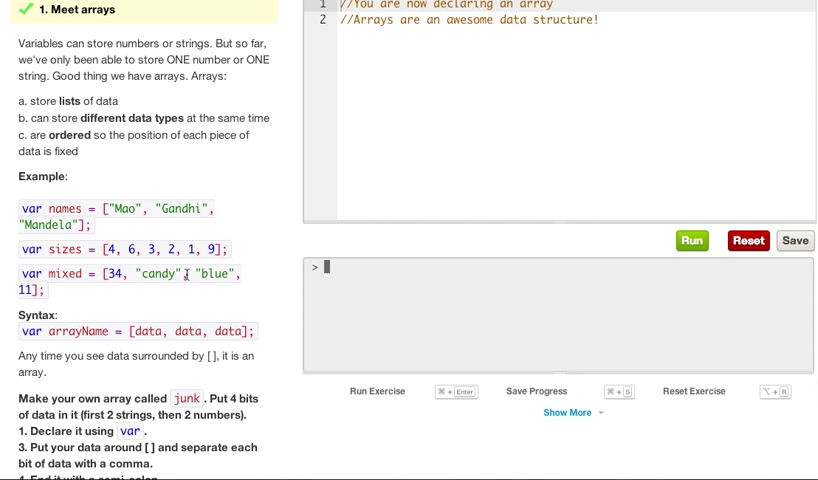 1. Meet arrays
Variables can store numbers or strings. But so far,
we've only been able to store ONE number or ONE
string. Good thing we have arrays. Arrays:
a. store lists of data
b. can store different data types at the same time
c. are ordered so the position of each piece of
data is fixed
Example:
var names = ["Mao", "Gandhi",
"Mandela"];
var sizes = [4, 6, 3, 2, 1, 9];
var mixed = [34, "candy", "blue",
11];
Syntax:
var arrayName = [data, data, data];
Any time you see data surrounded by [ ], it is an
array.
Make your own array called junk. Put 4 bits
of data in it (first 2 strings, then 2 numbers).
1. Declare it using var.
3. Put your data around [ ] and separate each
bit of data with a comma.
4. End it with a semi-colon
1 //You are now declaring an array
2 //Arrays are an awesome data structure!
Run Reset Save
>
Run Exercise ⌘ + Enter Save Progress ⌘ + S Reset Exercise ⌥ + R
Show More